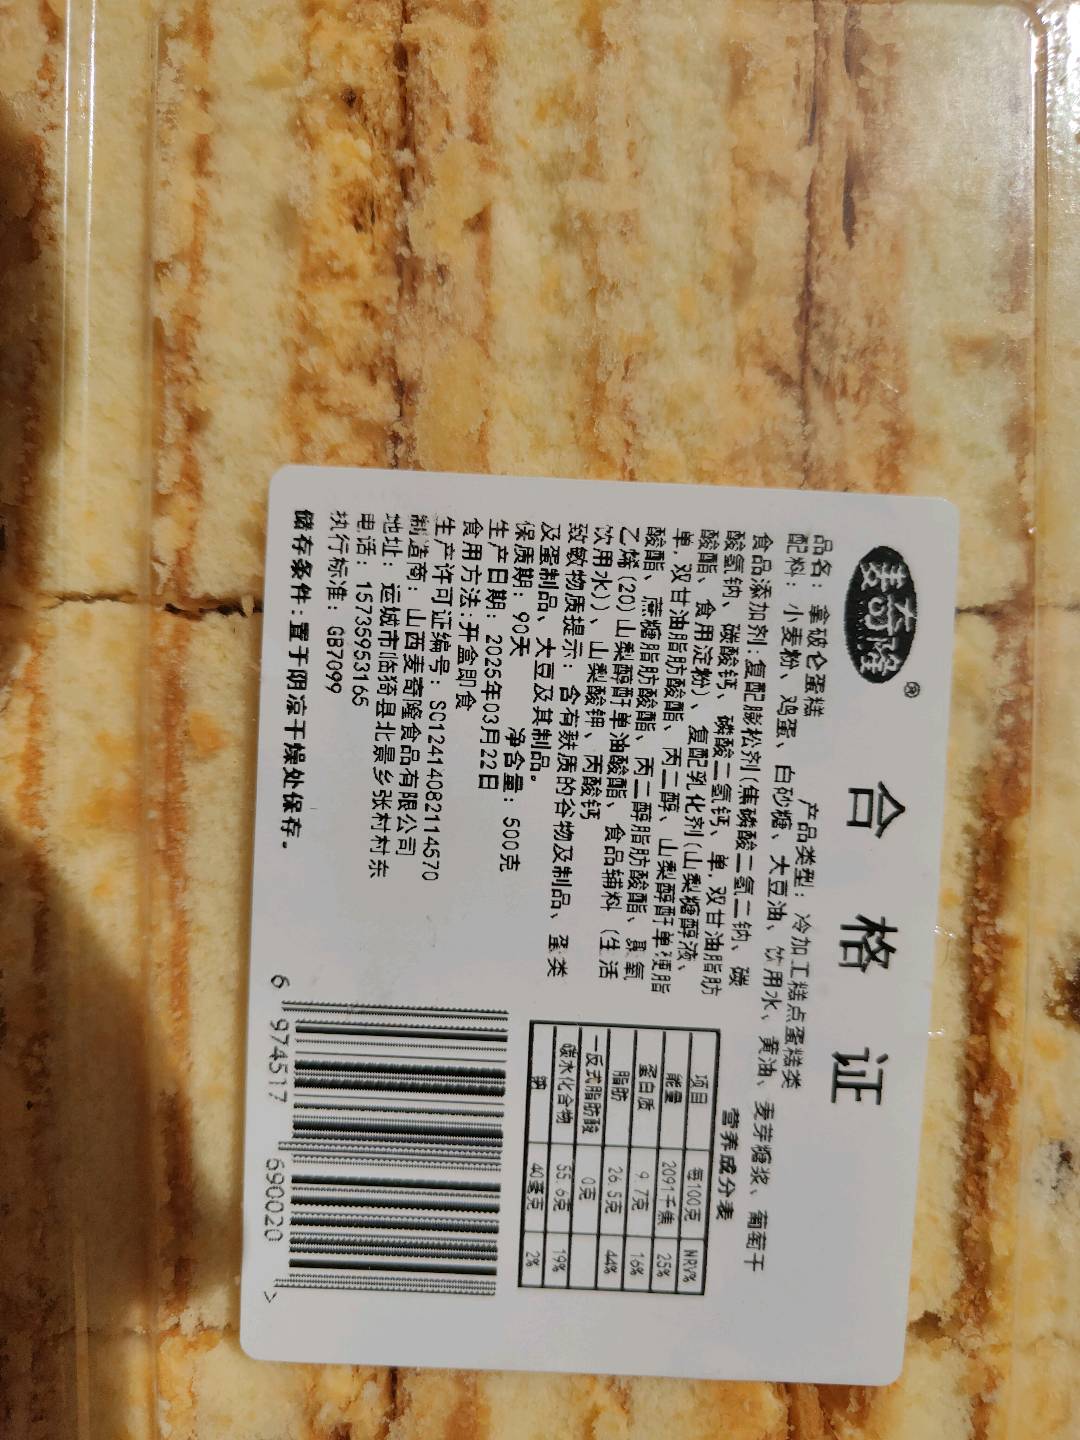 麦奇隆®
合格证
品名：拿破仑蛋糕 产品类型：冷加工糕点蛋糕类
配料：小麦粉、鸡蛋、白砂糖、大豆油、饮用水、黄油、麦芽糖浆、葡萄干
食品添加剂：复配膨松剂(焦磷酸二氢二钠、碳
酸氢钠、碳酸钙、磷酸二氢钙、单,双甘油脂肪
酸酯、食用淀粉)、复配乳化剂(山梨糖醇液、
单,双甘油脂肪酸酯、丙二醇、山梨醇酐单硬脂
酸酯、蔗糖脂肪酸酯、丙二醇脂肪酸酯、聚氧
乙烯(20)山梨醇酐单油酸酯、食品辅料（生活
饮用水))、山梨酸钾、丙酸钙
致敏物质提示：含有麸质的谷物及制品、蛋类
及蛋制品、大豆及其制品。
保质期：90天 净含量：500克
生产日期：2025年03月22日
食用方法:开盒即食
生产许可证编号：SC12414082114570
制造商：山西麦奇隆食品有限公司
地址：运城市临猗县北景乡张村村东
电话：15735953165
执行标准：GB7099
储存条件:置于阴凉干燥处保存。
营养成分表
项目 每100克 NRV%
能量 2091千焦 25%
蛋白质 9.7克 16%
脂肪 26.5克 44%
—反式脂肪酸 0克
碳水化合物 55.6克 19%
钠 40毫克 2%
6 974517 690020 >